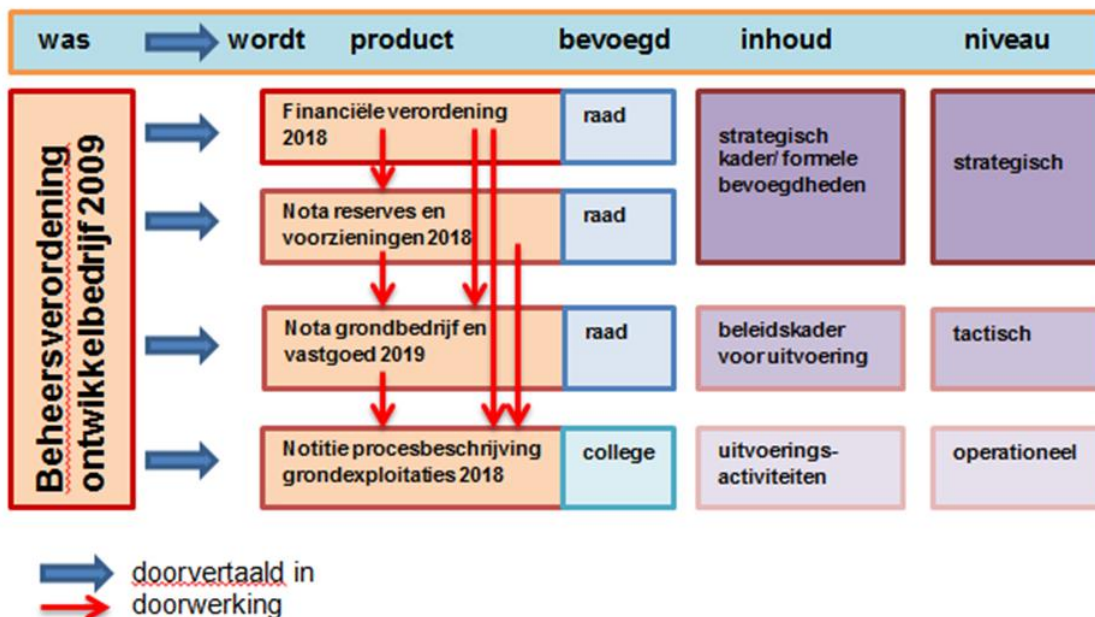 was wordt product bevoegd inhoud niveau
Beheersverordening
ontwikkelbedrijf 2009
Financiële verordening
2018
raad
strategisch
kader/ formele
bevoegdheden
strategisch
Nota reserves en
voorzieningen 2018
raad
Nota grondbedrijf en
vastgoed 2019
raad
beleidskader
voor uitvoering
tactisch
Notitie procesbeschrijving
grondexploitaties 2018
college
uitvoerings-
activiteiten
operationeel
doorvertaald in
doorwerking